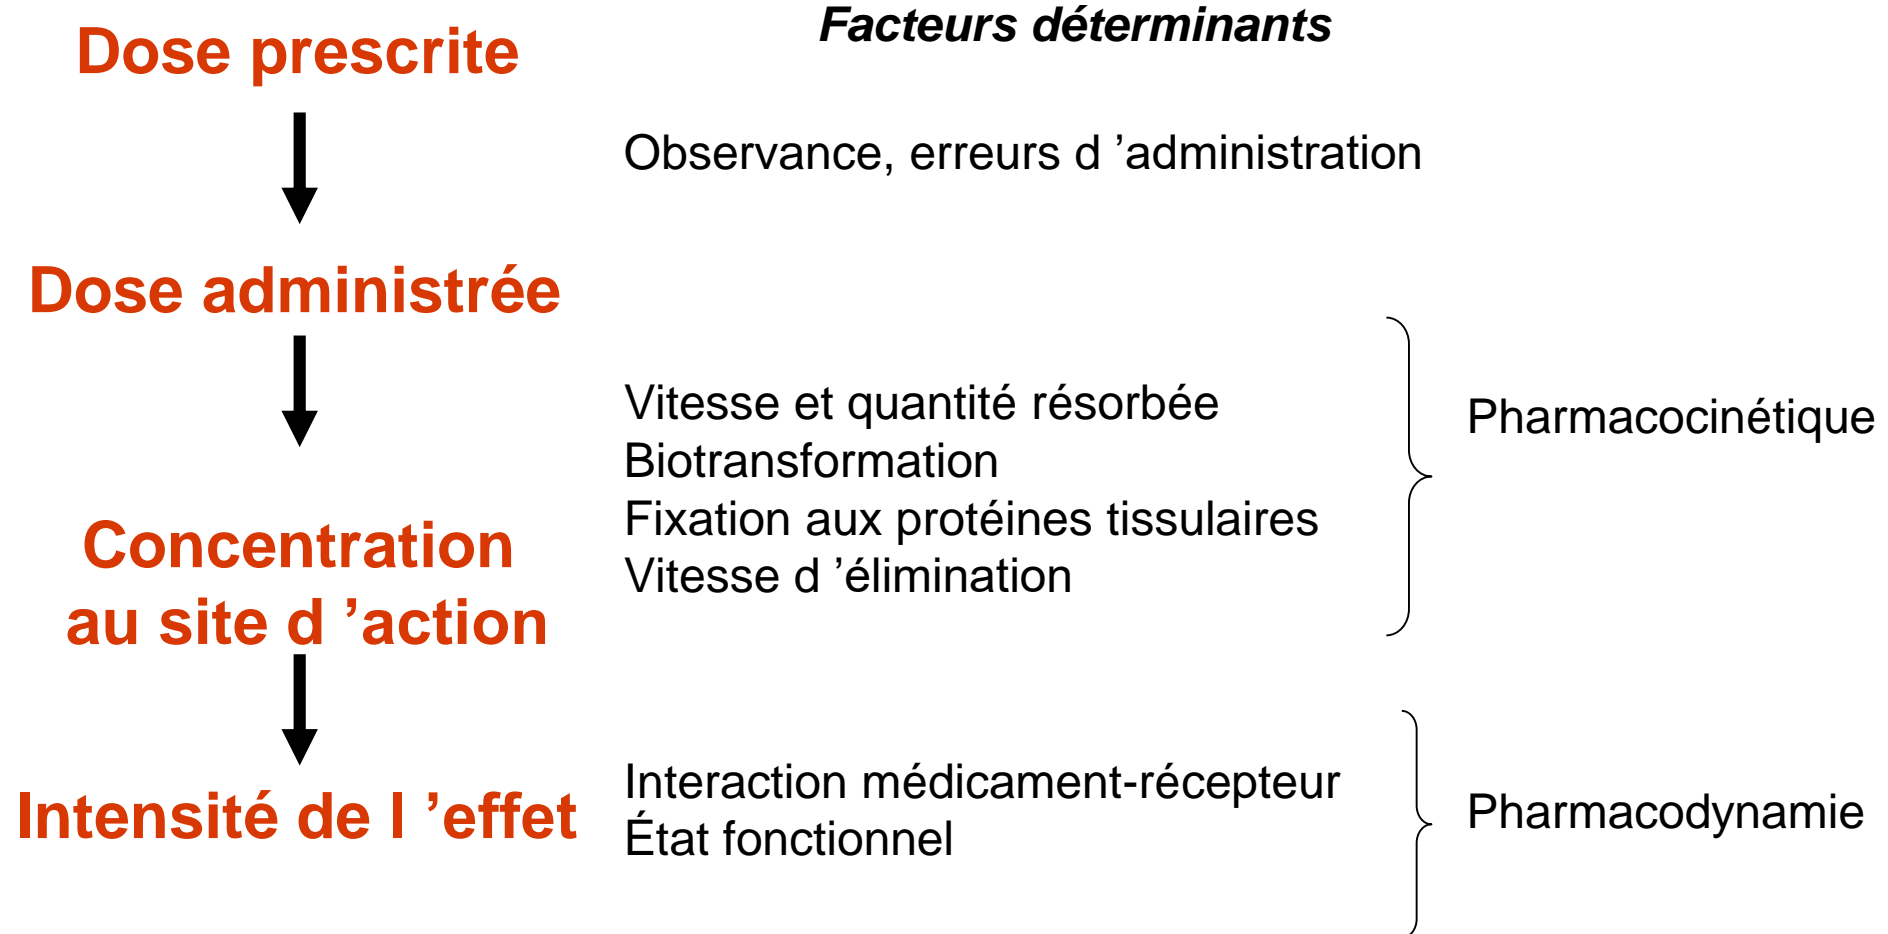 Facteurs déterminants
Dose prescrite
Observance, erreurs d ’administration
Dose administrée
Vitesse et quantité résorbée
Biotransformation
Fixation aux protéines tissulaires
Vitesse d ’élimination
Pharmacocinétique
Concentration
au site d ’action
Intensité de l ’effet
Interaction médicament-récepteur
État fonctionnel
Pharmacodynamie